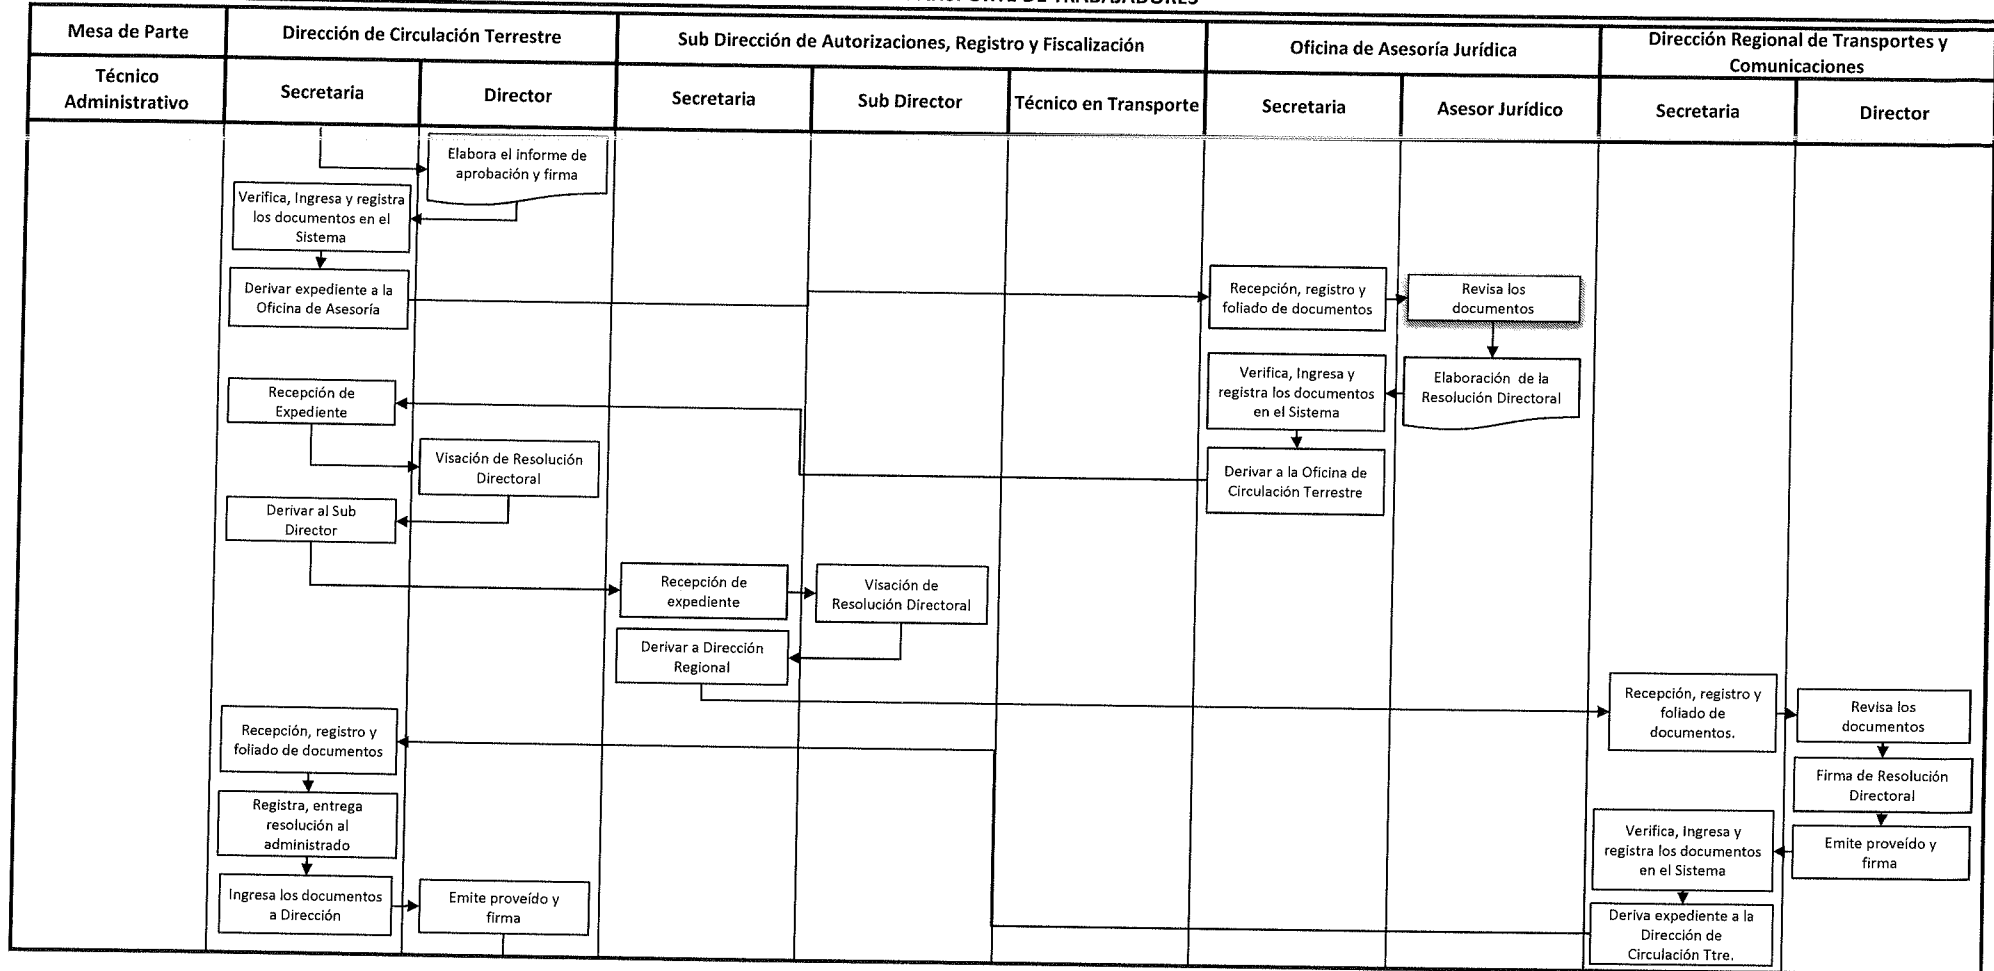 DE TRABAJADORES
Mesa de Parte
Dirección de Circulación Terrestre
Sub Dirección de Autorizaciones, Registro y Fiscalización
Oficina de Asesoría Jurídica
Dirección Regional de Transportes y
Comunicaciones
Técnico
Administrativo
Secretaria
Director
Secretaria
Sub Director
Técnico en Transporte
Secretaria
Asesor Jurídico
Secretaria
Director
Elabora el informe de
aprobación y firma
Verifica, Ingresa y registra
los documentos en el
Sistema
Derivar expediente a la
Oficina de Asesoría
Recepción, registro y
foliado de documentos
Revisa los
documentos
Elaboración de la
Resolución Directoral
Verifica, Ingresa y
registra los documentos
en el Sistema
Derivar a la Oficina de
Circulación Terrestre
Recepción de
Expediente
Visación de Resolución
Directoral
Derivar al Sub
Director
Recepción de
expediente
Visación de
Resolución Directoral
Derivar a Dirección
Regional
Recepción, registro y
foliado de
documentos.
Revisa los
documentos
Firma de Resolución
Directoral
Emite proveído y
firma
Verifica, Ingresa y
registra los documentos
en el Sistema
Deriva expediente a la
Dirección de
Circulación Ttre.
Recepción, registro y
foliado de documentos
Registra, entrega
resolución al
administrado
Ingresa los documentos
a Dirección
Emite proveído y
firma